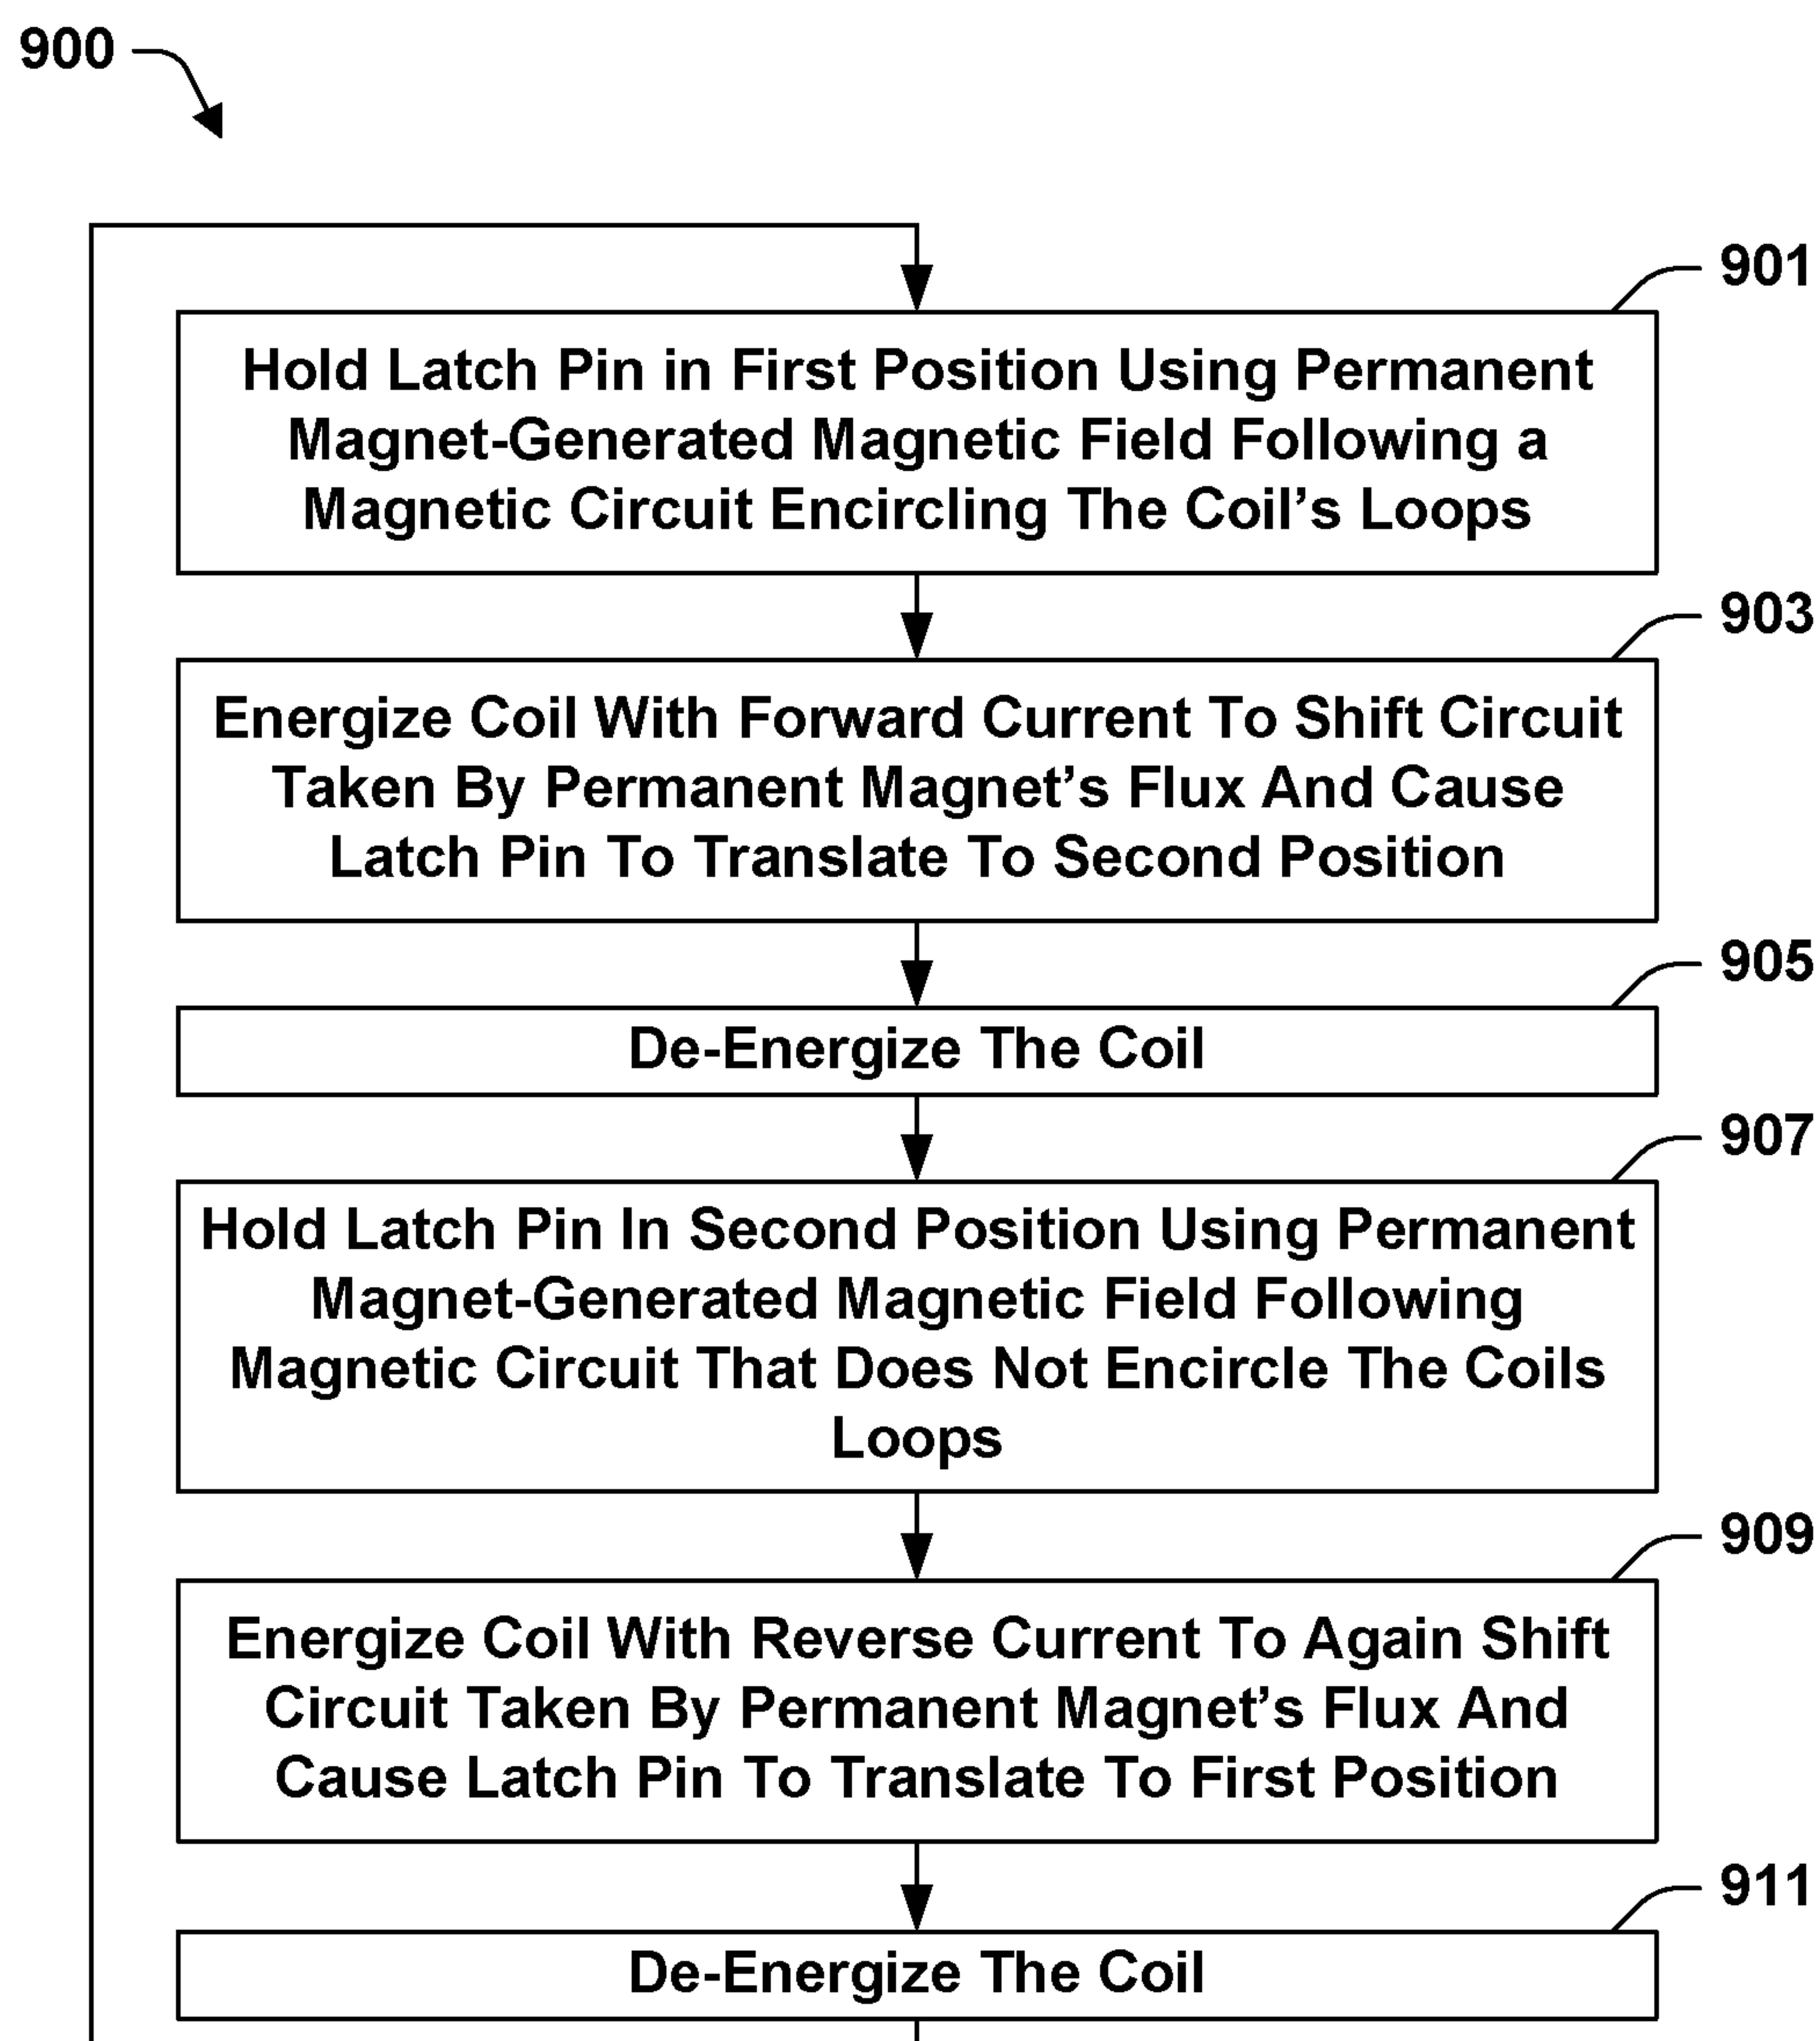 900
901
Hold Latch Pin in First Position Using Permanent
Magnet-Generated Magnetic Field Following a
Magnetic Circuit Encircling The Coil’s Loops
903
Energize Coil With Forward Current To Shift Circuit
Taken By Permanent Magnet’s Flux And Cause
Latch Pin To Translate To Second Position
905
De-Energize The Coil
907
Hold Latch Pin In Second Position Using Permanent
Magnet-Generated Magnetic Field Following
Magnetic Circuit That Does Not Encircle The Coils
Loops
909
Energize Coil With Reverse Current To Again Shift
Circuit Taken By Permanent Magnet’s Flux And
Cause Latch Pin To Translate To First Position
911
De-Energize The Coil